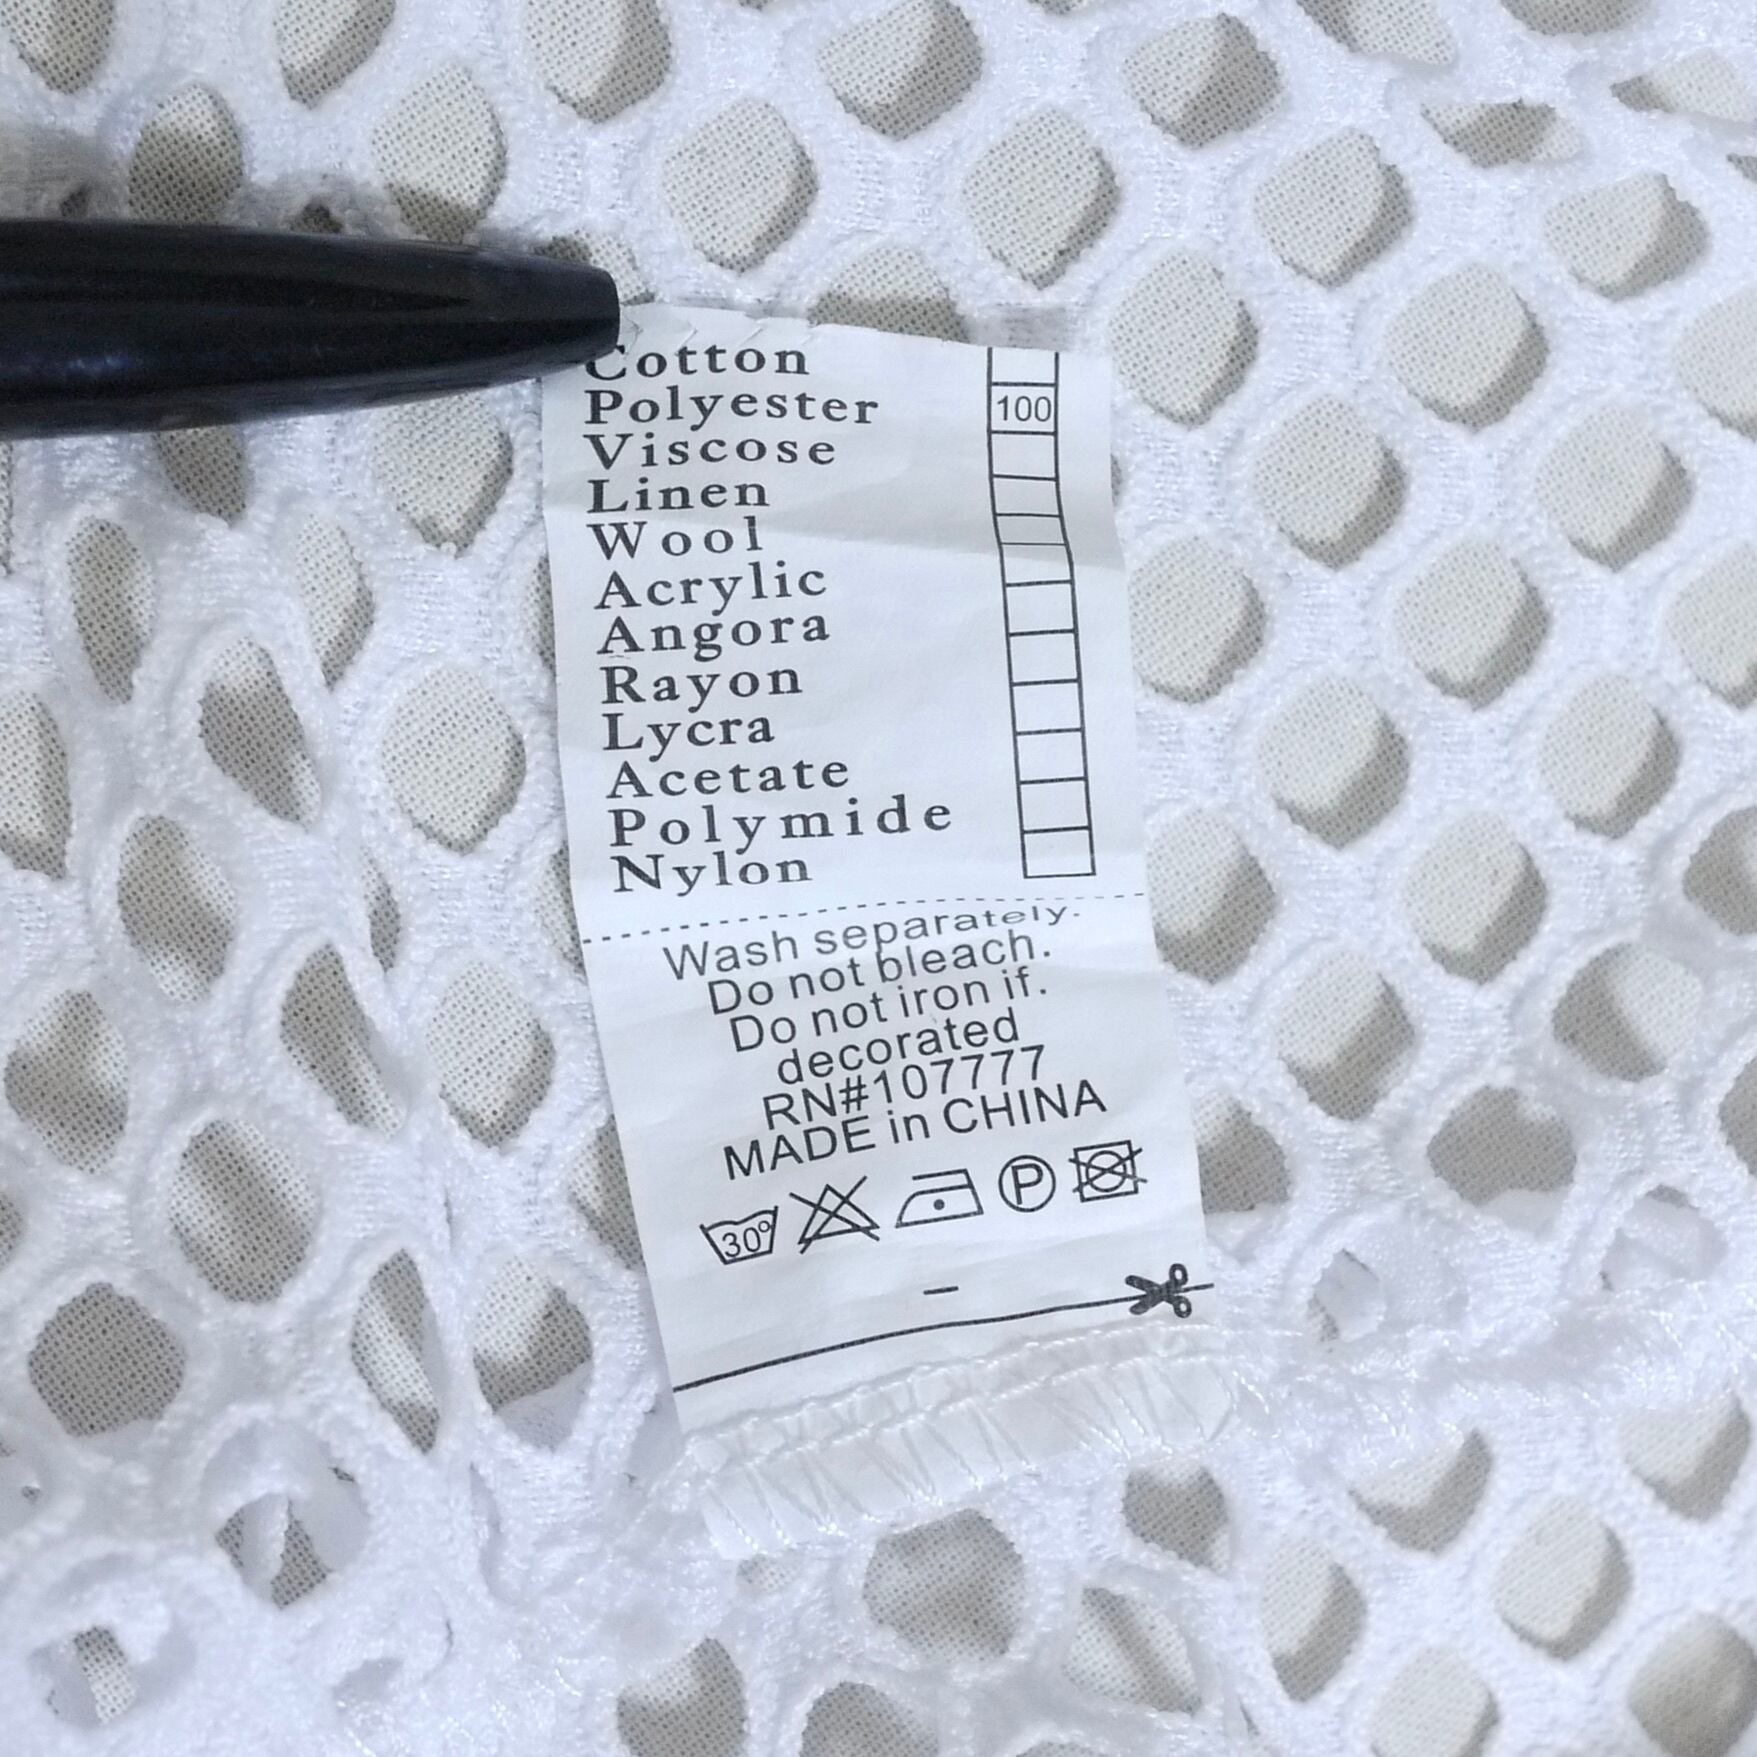 Cotton
Polyester 100
Viscose
Linen
Wool
Acrylic
Angora
Rayon
Lycra
Acetate
Polymide
Nylon
Wash separately.
Do not bleach.
Do not iron if.
decorated
RN#107777
MADE in CHINA
30° P